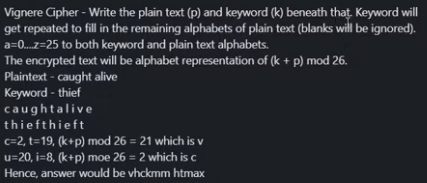 Vignere Cipher - Write the plain text (p) and keyword (k) beneath that. Keyword will
get repeated to fill in the remaining alphabets of plain text (blanks will be ignored).
a=0....z=25 to both keyword and plain text alphabets.
The encrypted text will be alphabet representation of (k + p) mod 26.
Plaintext - caught alive
Keyword - thief
c a u g h t a l i v e
t h i e f t h i e f t
c=2, t=19, (k+p) mod 26 = 21 which is v
u=20, i=8, (k+p) moe 26 = 2 which is c
Hence, answer would be vhckmm htmax